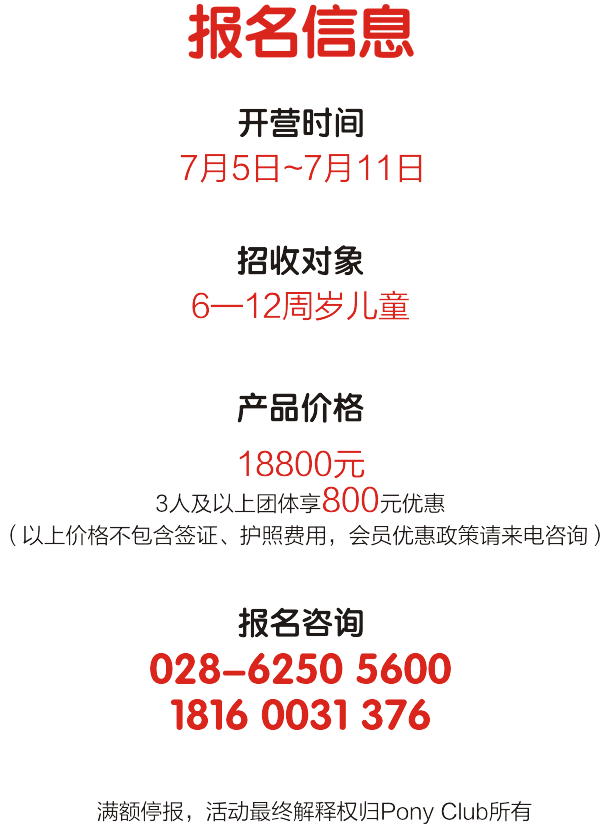 报名信息
开营时间
7月5日~7月11日
招收对象
6—12周岁儿童
产品价格
18800元
3人及以上团体享800元优惠
（以上价格不包含签证、护照费用，会员优惠政策请来电咨询）
报名咨询
028-6250 5600
1816 0031 376
满额停报，活动最终解释权归Pony Club所有